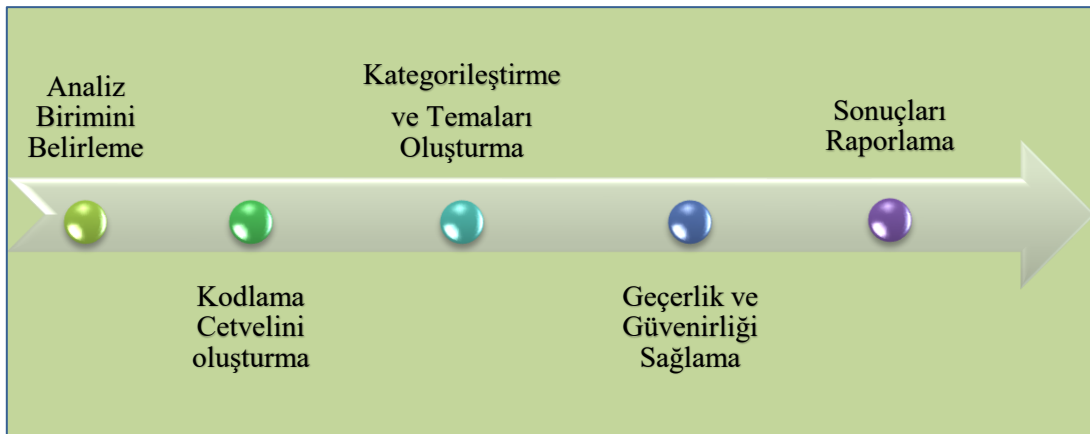 Analiz
Birimini
Belirleme
Kodlama
Cetvelini
oluşturma
Kategorileştirme
ve Temaları
Oluşturma
Geçerlik ve
Güvenirliği
Sağlama
Sonuçları
Raporlama